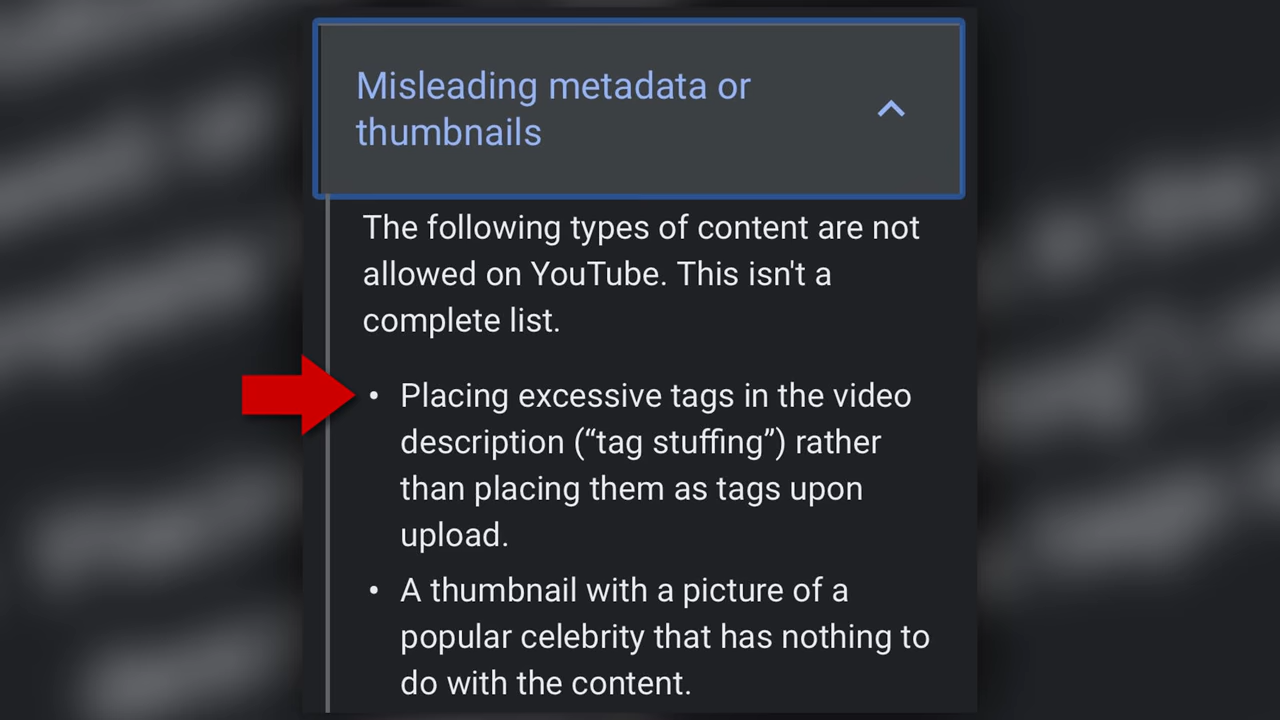 Misleading metadata or
thumbnails
The following types of content are not
allowed on YouTube. This isn't a
complete list.
• Placing excessive tags in the video
description (“tag stuffing”) rather
than placing them as tags upon
upload.
• A thumbnail with a picture of a
popular celebrity that has nothing to
do with the content.